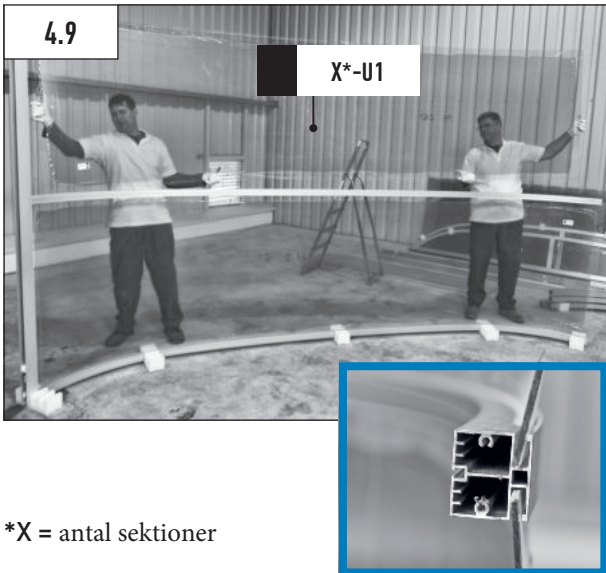 4.9
X*-U1
*X = antal sektioner